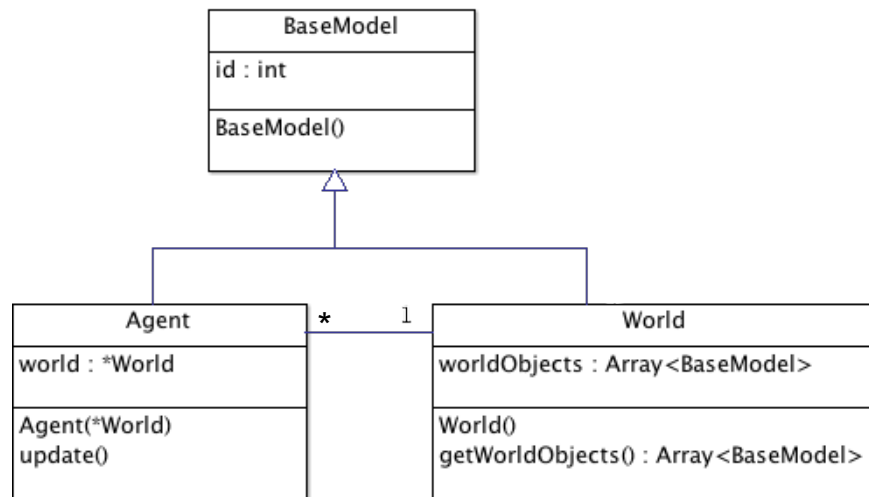 BaseModel
id : int
BaseModel()
Agent
world : *World
Agent(*World)
update()
* 1
World
worldObjects : Array<BaseModel>
World()
getWorldObjects() : Array<BaseModel>